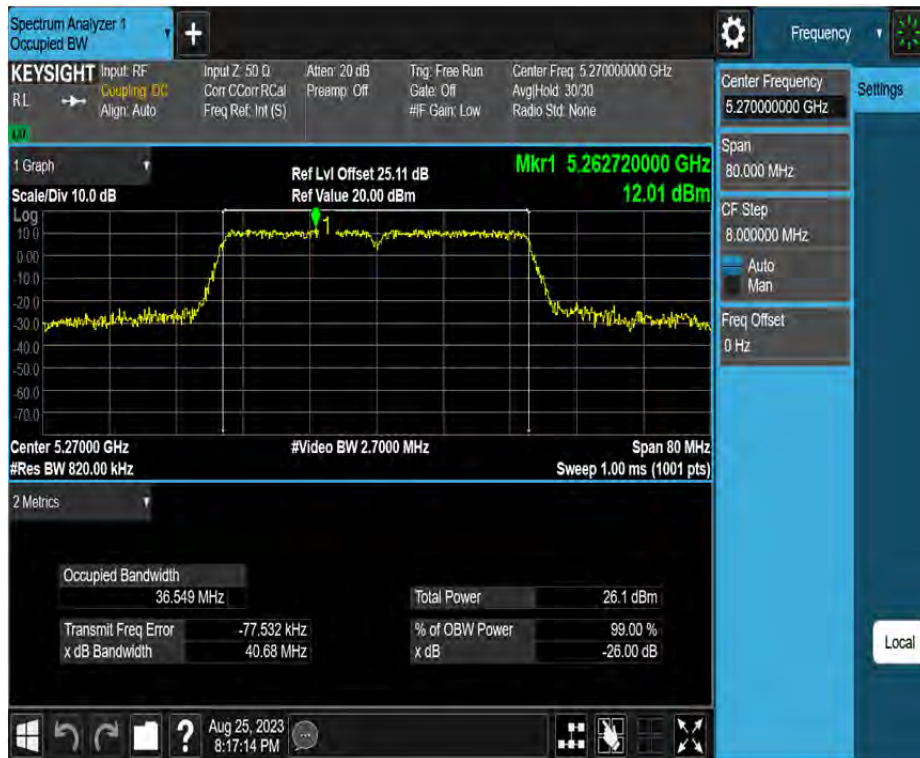 Spectrum Analyzer 1
Occupied BW
+
Frequency
KEYSIGHT
RL
LXI
Input: RF
Coupling: DC
Align: Auto
Input Z: 50 Ω
Corr CCorr RCal
Freq Ref: Int (S)
Atten: 20 dB
Preamp: Off
Trig: Free Run
Gate: Off
#IF Gain: Low
Center Freq: 5.270000000 GHz
Avg|Hold: 30/30
Radio Std: None
Center Frequency
5.270000000 GHz
Settings
Span
80.000 MHz
CF Step
8.000000 MHz
Auto
Man
Freq Offset
0 Hz
1 Graph
Scale/Div 10.0 dB
Ref Lvl Offset 25.11 dB
Ref Value 20.00 dBm
Mkr1 5.262720000 GHz
12.01 dBm
Log
10.0
0.00
-10.0
-20.0
-30.0
-40.0
-50.0
-60.0
-70.0
1
Center 5.27000 GHz
#Res BW 820.00 kHz
#Video BW 2.7000 MHz
Span 80 MHz
Sweep 1.00 ms (1001 pts)
2 Metrics
Occupied Bandwidth
36.549 MHz
Total Power 26.1 dBm
Transmit Freq Error -77.532 kHz
% of OBW Power 99.00 %
x dB Bandwidth 40.68 MHz
x dB -26.00 dB
Local
?
Aug 25, 2023
8:17:14 PM